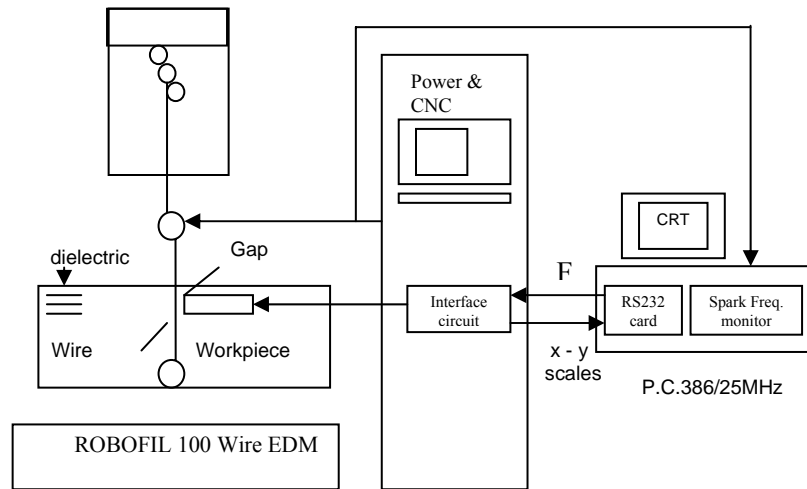 Power &
CNC
CRT
dielectric
Gap
F
Interface
circuit
RS232
card
Spark Freq.
monitor
Wire
Workpiece
x - y
scales
P.C.386/25MHz
ROBOFIL 100 Wire EDM